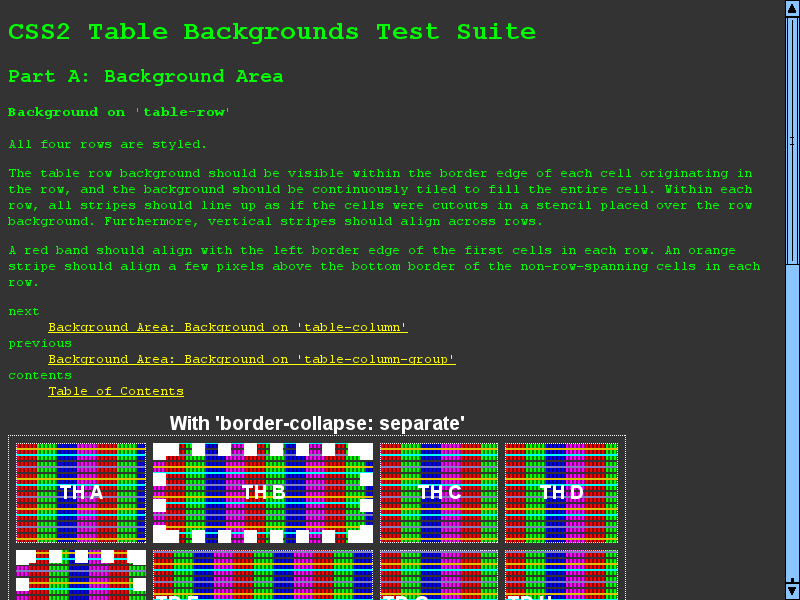 CSS2 Table Backgrounds Test Suite
Part A: Background Area
Background on 'table-row'
All four rows are styled.
The table row background should be visible within the border edge of each cell originating in
the row, and the background should be continuously tiled to fill the entire cell. Within each
row, all stripes should line up as if the cells were cutouts in a stencil placed over the row
background. Furthermore, vertical stripes should align across rows.
A red band should align with the left border edge of the first cells in each row. An orange
stripe should align a few pixels above the bottom border of the non-row-spanning cells in each
row.
next
Background Area: Background on 'table-column'
previous
Background Area: Background on 'table-column-group'
contents
Table of Contents
With 'border-collapse: separate'
TH A TH B TH C TH D